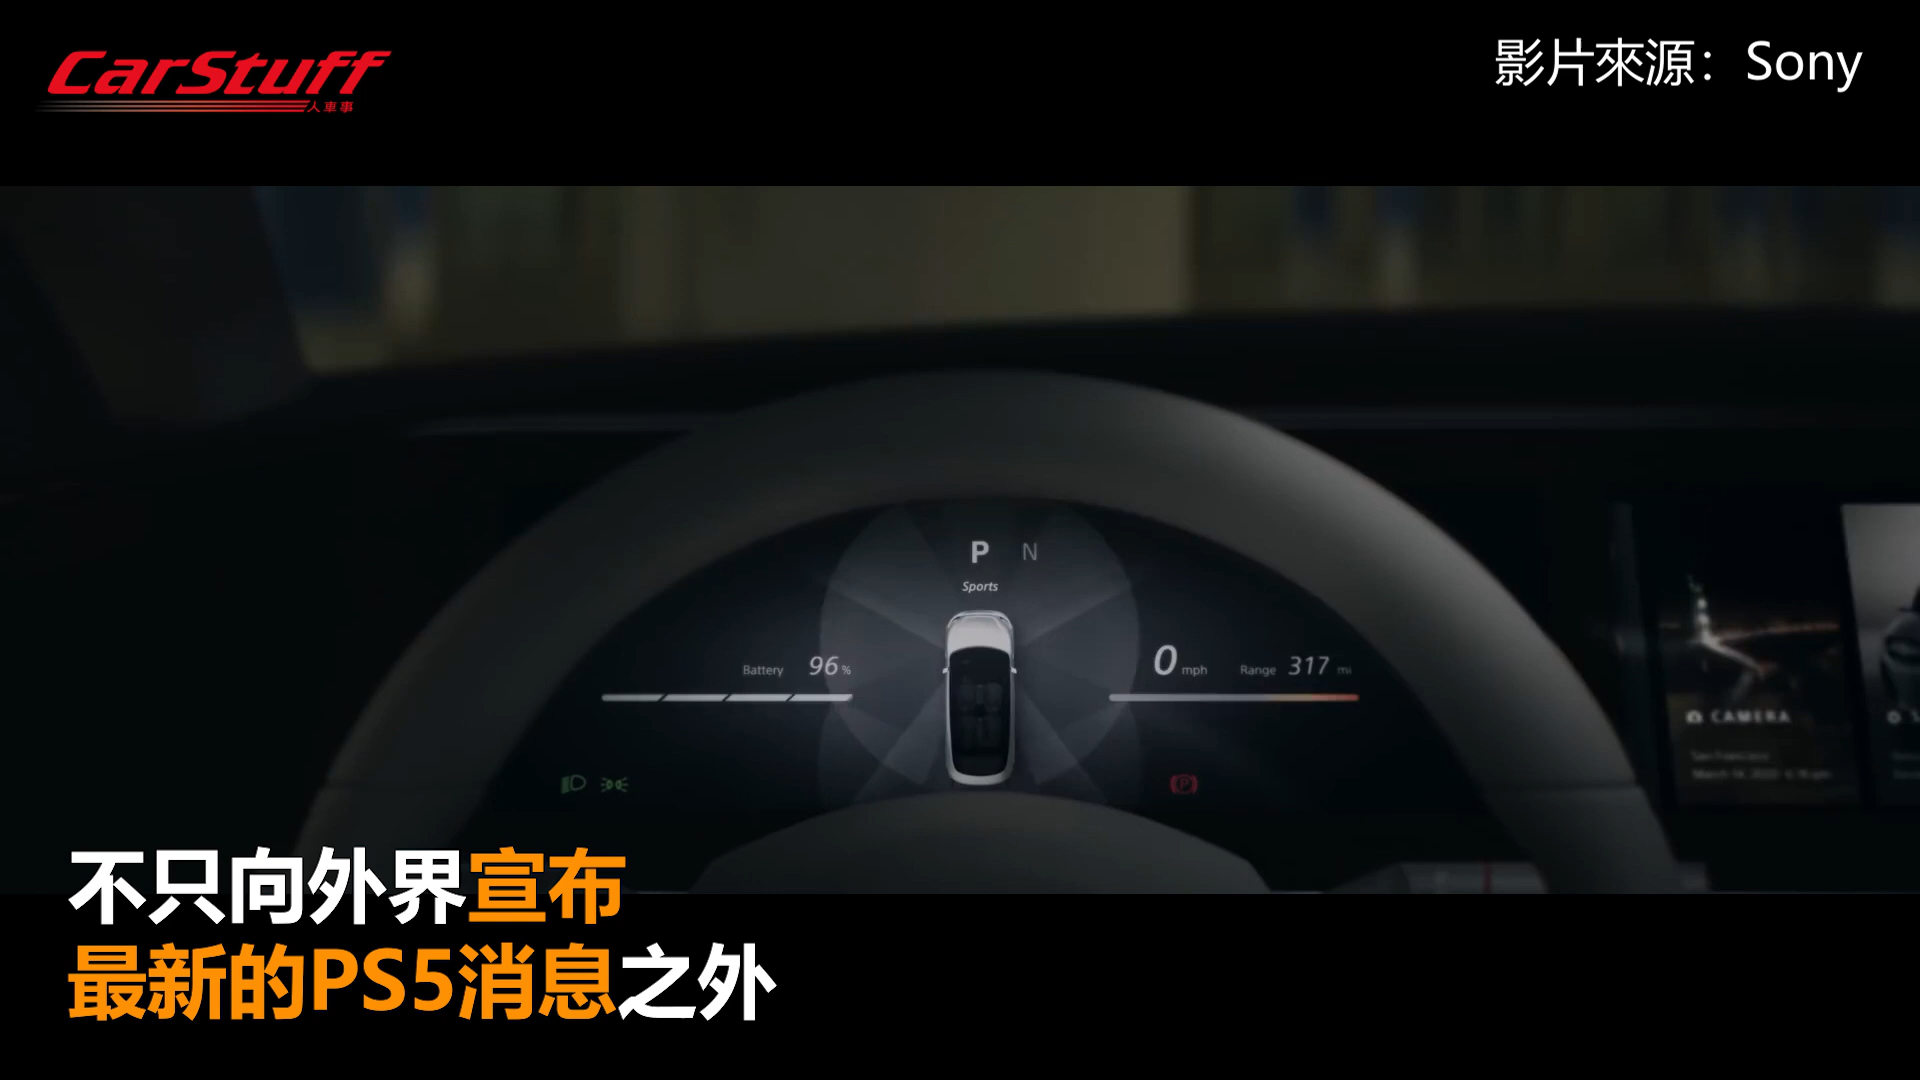 CarStuff
人車事
影片來源：Sony
P N
Sports
Battery 96 %
0 mph Range 317 mi
CAMERA
不只向外界宣布
最新的PS5消息之外